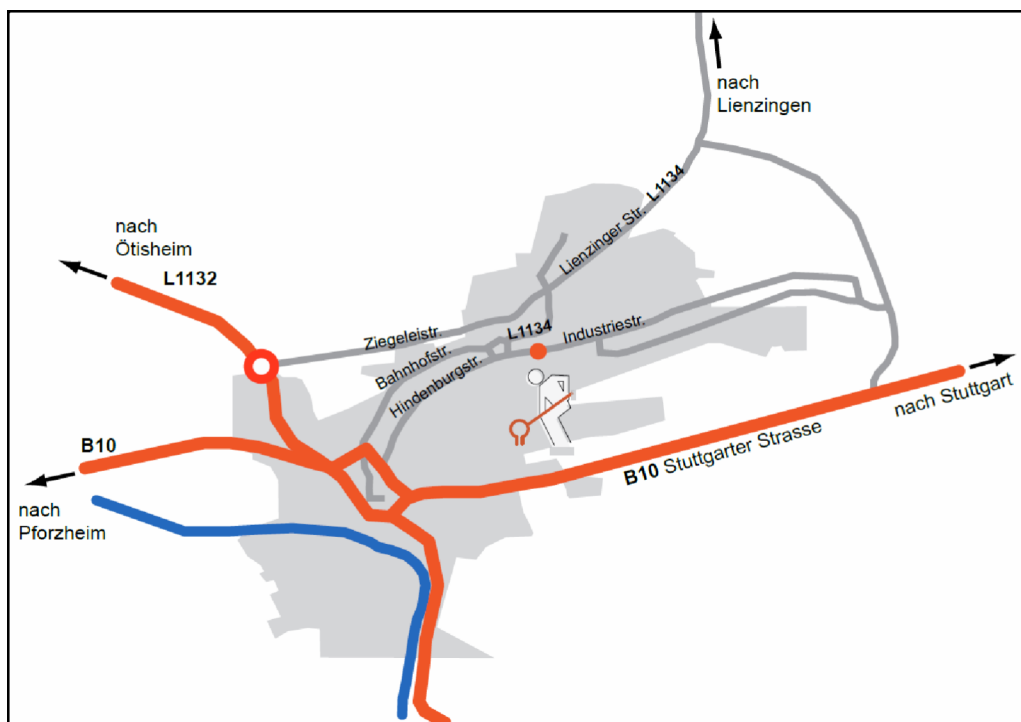 nach
Lienzingen
L1134
Lienzinger Str.
nach
Ötisheim
L1132
Ziegeleistr.
L1134
Industriestr.
Bahnhofstr.
Hindenburgstr.
nach Stuttgart
B10
B10 Stuttgarter Strasse
nach
Pforzheim